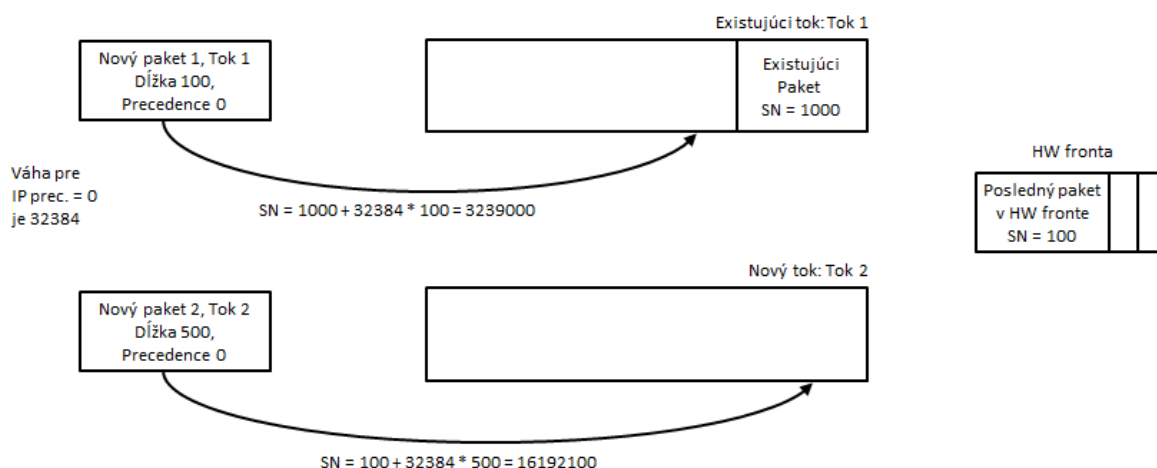 Existujúci tok: Tok 1
Nový paket 1, Tok 1
Dĺžka 100,
Precedence 0
Existujúci
Paket
SN = 1000
Váha pre
IP prec. = 0
je 32384
SN = 1000 + 32384 * 100 = 3239000
HW fronta
Posledný paket
v HW fronte
SN = 100
Nový tok: Tok 2
Nový paket 2, Tok 2
Dĺžka 500,
Precedence 0
SN = 100 + 32384 * 500 = 16192100